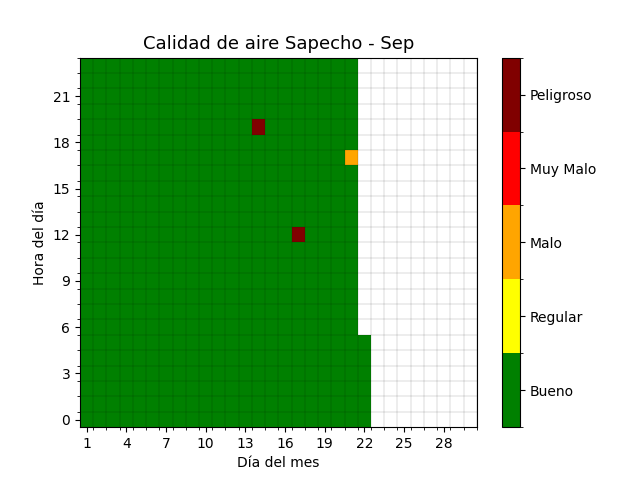 Calidad de aire Sapecho - Sep
Hora del día
21
18
15
12
9
6
3
0
1 4 7 10 13 16 19 22 25 28
Día del mes
Peligroso
Muy Malo
Malo
Regular
Bueno